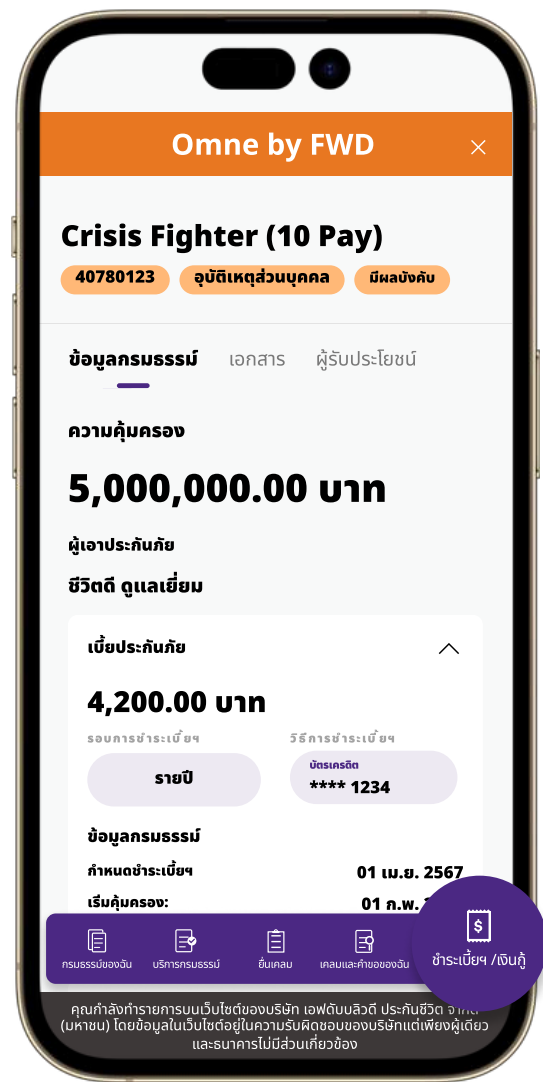 Omne by FWD
Crisis Fighter (10 Pay)
40780123 อุบัติเหตุส่วนบุคคล มีผลบังคับ
ข้อมูลกรมธรรม์ เอกสาร ผู้รับประโยชน์
ความคุ้มครอง
5,000,000.00 บาท
ผู้เอาประกันภัย
ชีวิตดี ดูแลเยี่ยม
เบี้ยประกันภัย
4,200.00 บาท
รอบการชำระเบี้ยฯ วิธีการชำระเบี้ยฯ
รายปี
บัตรเครดิต
**** 1234
ข้อมูลกรมธรรม์
กำหนดชำระเบี้ยฯ 01 เม.ย. 2567
เริ่มคุ้มครอง: 01 ก.พ.
กรมธรรม์ของฉัน บริการกรมธรรม์ ยื่นเคลม เคลมและคำขอของฉัน ชำระเบี้ยฯ /เงินกู้
คุณกำลังทำรายการบนเว็บไซต์ของบริษัท เอฟดับบลิวดี ประกันชีวิต จำกัด
(มหาชน) โดยข้อมูลในเว็บไซต์อยู่ในความรับผิดชอบของบริษัทแต่เพียงผู้เดียว
และธนาคารไม่มีส่วนเกี่ยวข้อง